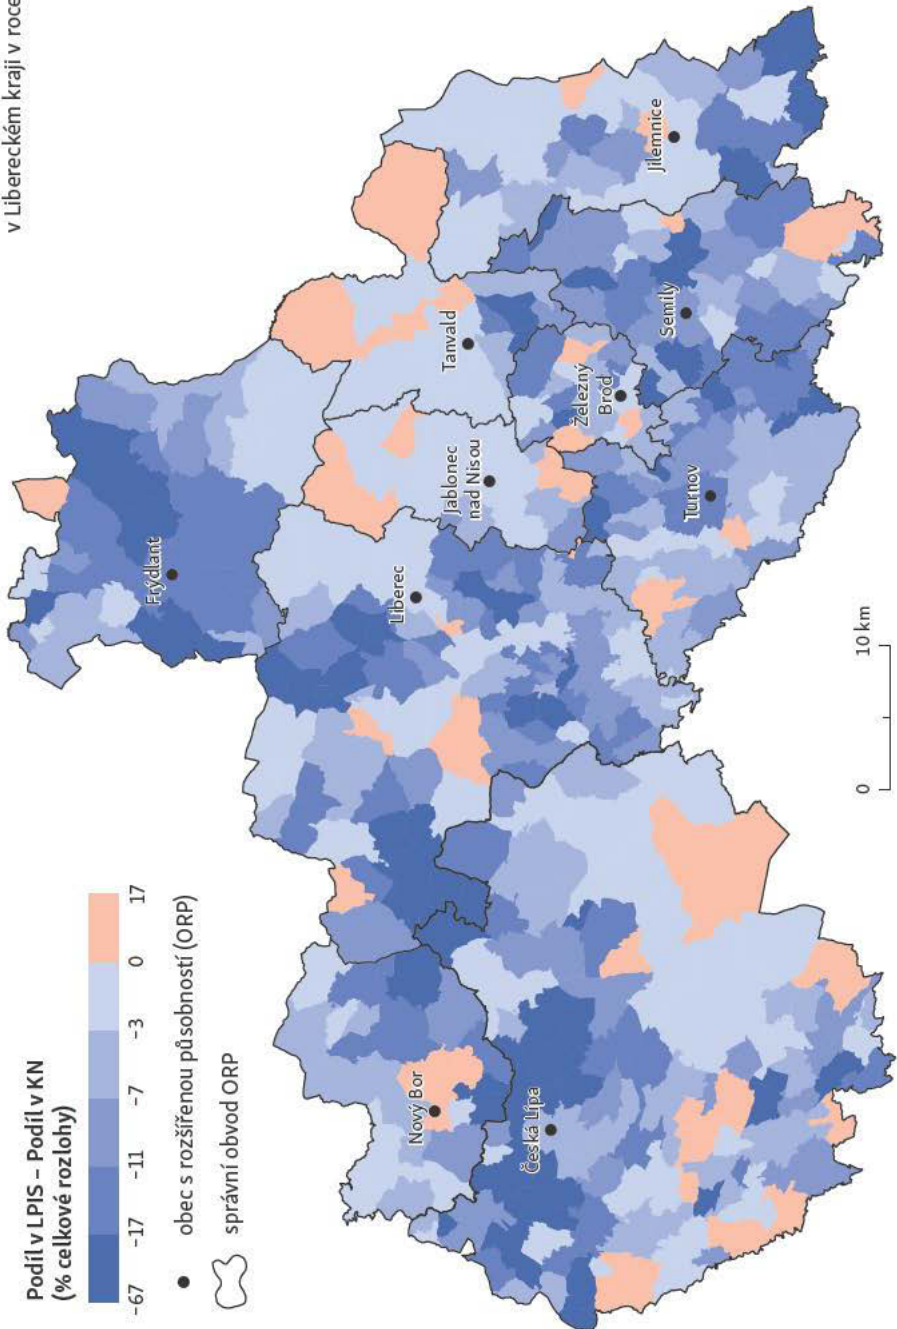 v Libereckém kraji v roce
Podíl v LPIS – Podíl v KN
(% celkové rozlohy)
–67 –17 –11 –7 –3 0 17
obec s rozšířenou působností (ORP)
správní obvod ORP
Frýdlant
Liberec
Jablonec
nad Nisou
Tanvald
Železný
Brod
Semily
Jilemnice
Turnov
Nový Bor
Česká Lípa
0 10 km